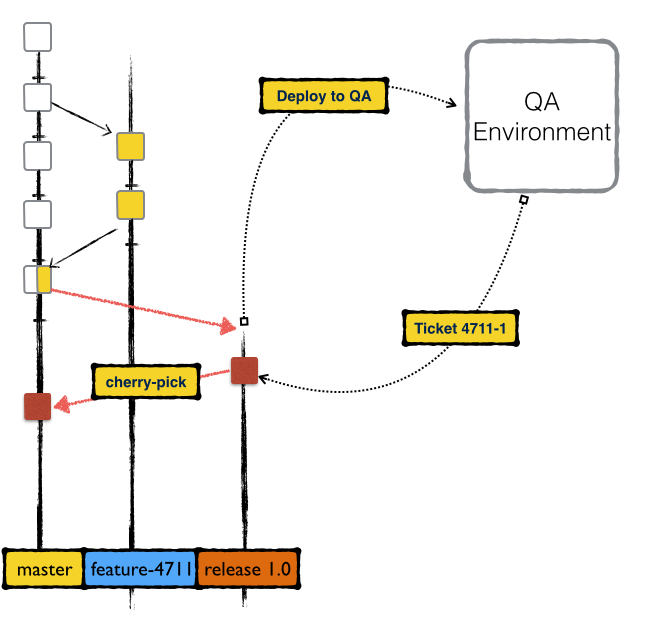 Deploy to QA
QA
Environment
Ticket 4711-1
cherry-pick
master
feature-4711
release 1.0